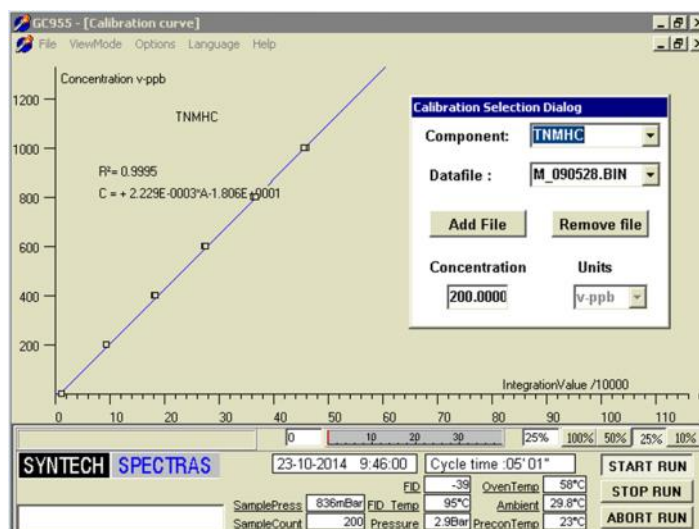 GC955 - [Calibration curve]
File ViewMode Options Language Help
Concentration v-ppb
1200
TNMHC
1000
R²= 0.9995
C = + 2.229E-0003*A-1.806E+0001
800
600
400
200
IntegrationValue /10000
0 10 20 30 40 50 60 70 80 90 100 110
Calibration Selection Dialog
Component: TNMHC
Datafile : M_090528.BIN
Add File Remove file
Concentration Units
200.0000 v-ppb
0 10 20 30 25% 100% 50% 25% 10%
SYNTECH SPECTRAS 23-10-2014 9:46:00 Cycle time :05' 01" START RUN
FID -39 OvenTemp 58°C STOP RUN
SamplePress 836mBar FID_Temp 95°C Ambient 29.8°C
SampleCount 200 Pressure 2.9Bar PreconTemp 23°C ABORT RUN